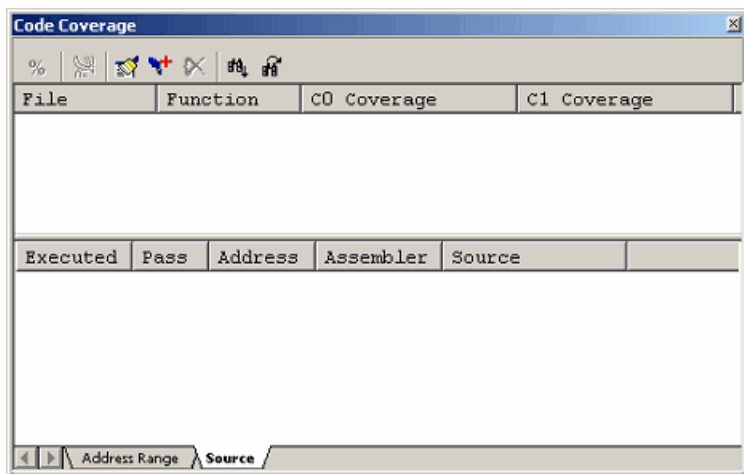 Code Coverage
%
File Function C0 Coverage C1 Coverage
Executed Pass Address Assembler Source
Address Range Source